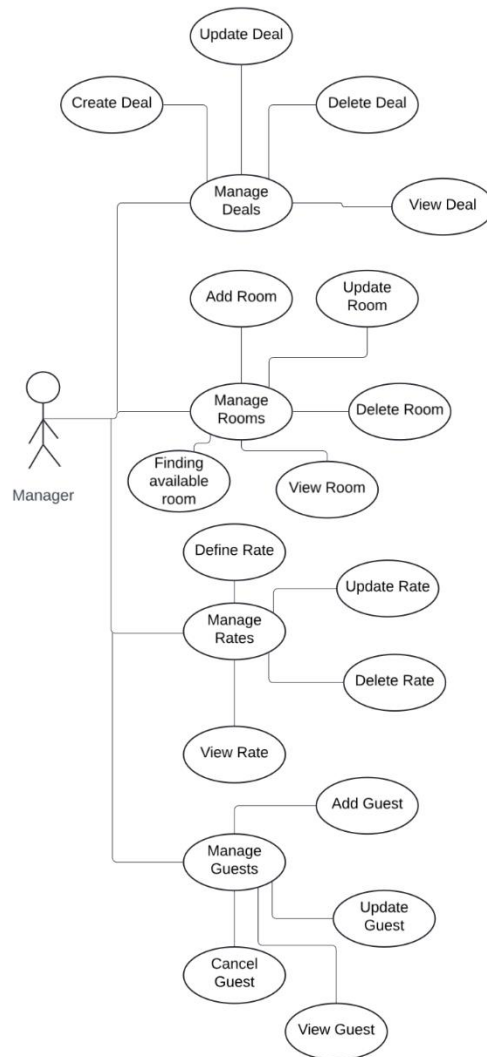 Update Deal
Create Deal
Delete Deal
Manage
Deals
View Deal
Add Room
Update
Room
Manage
Rooms
Delete Room
Finding
available
room
View Room
Manager
Define Rate
Update Rate
Manage
Rates
Delete Rate
View Rate
Add Guest
Manage
Guests
Update
Guest
Cancel
Guest
View Guest